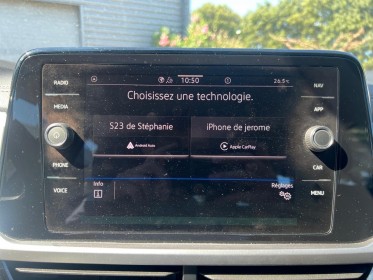 RADIO
MEDIA
PHONE
VOICE
10:50
26,5°C
Choisissez une technologie.
S23 de Stéphanie
Android Auto
iPhone de jerome
Apple CarPlay
Info
Réglages
NAV
APP
CAR
MENU